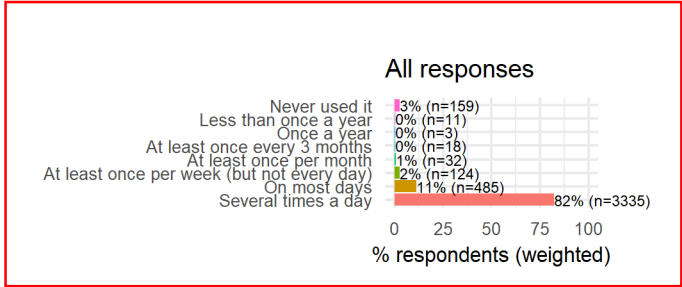 All responses
Never used it 3% (n=159)
Less than once a year 0% (n=11)
Once a year 0% (n=3)
At least once every 3 months 0% (n=18)
At least once per month 1% (n=32)
At least once per week (but not every day) 2% (n=124)
On most days 11% (n=485)
Several times a day 82% (n=3335)
0 25 50 75 100
% respondents (weighted)